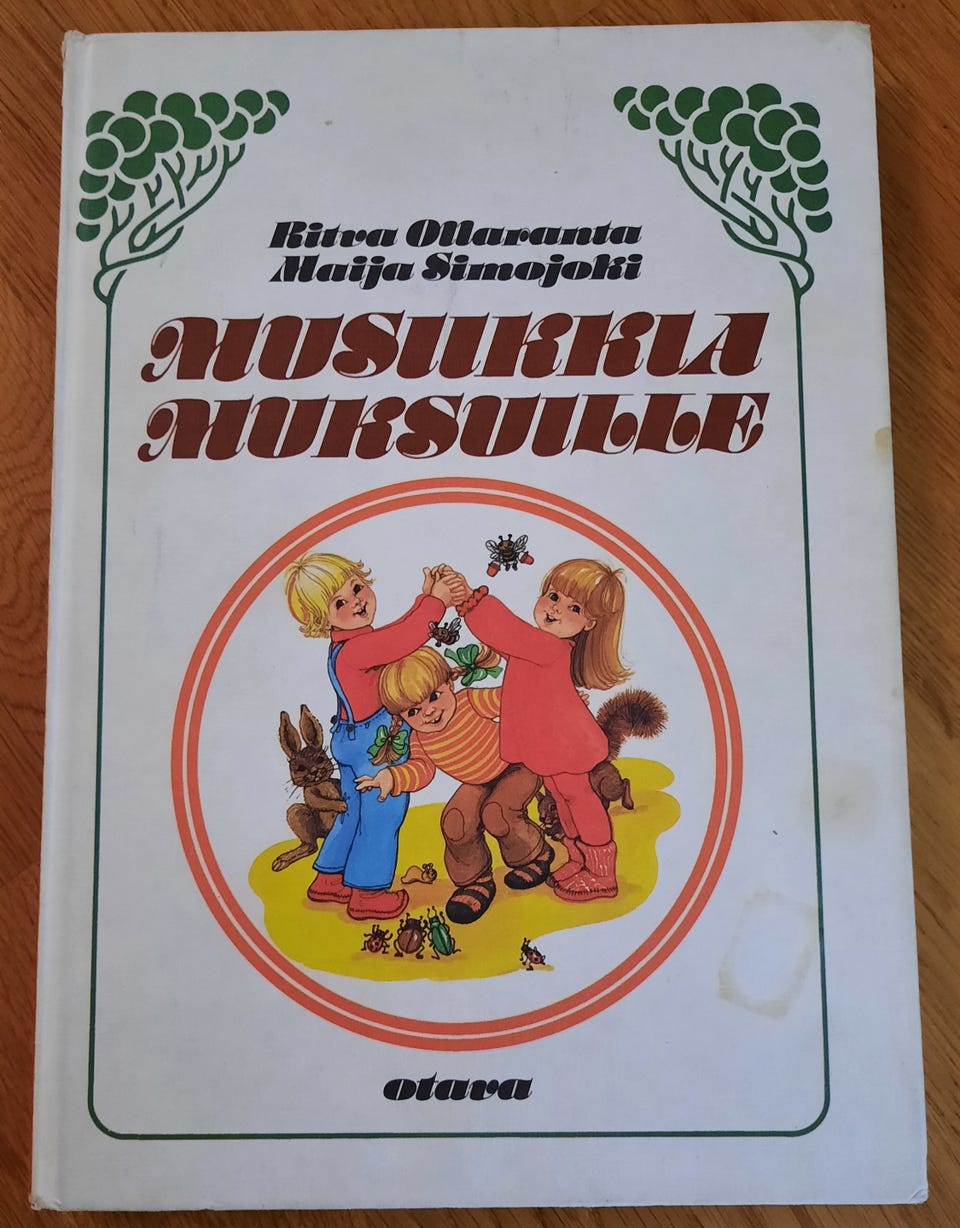 Ritva Ollaranta
Maija Simojoki
MUSIIKKIA
MUKSUILLE
otava